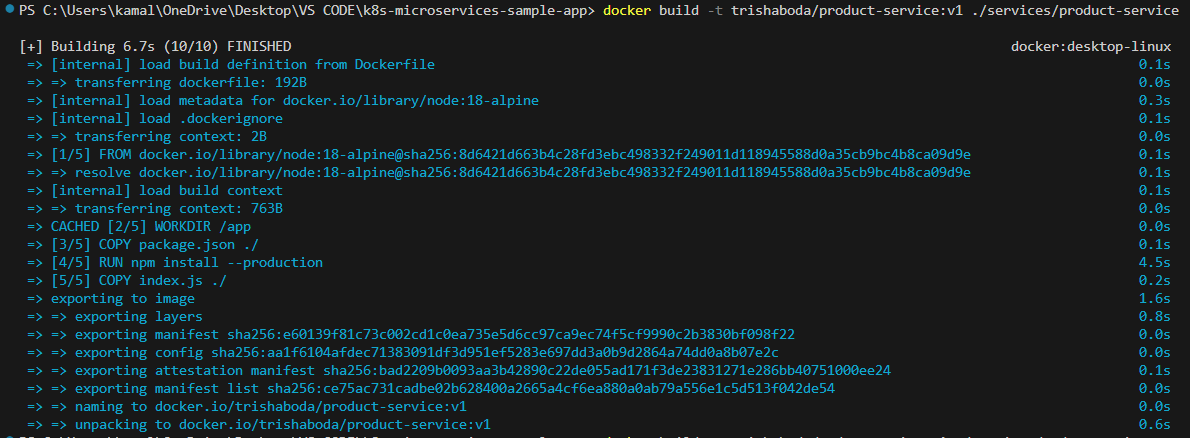 PS C:\Users\kamal\OneDrive\Desktop\VS CODE\k8s-microservices-sample-app> docker build -t trishaboda/product-service:v1 ./services/product-service
[+] Building 6.7s (10/10) FINISHED docker:desktop-linux
=> [internal] load build definition from Dockerfile 0.1s
=> => transferring dockerfile: 192B 0.0s
=> [internal] load metadata for docker.io/library/node:18-alpine 0.3s
=> [internal] load .dockerignore 0.1s
=> => transferring context: 2B 0.0s
=> [1/5] FROM docker.io/library/node:18-alpine@sha256:8d6421d663b4c28fd3ebc498332f249011d118945588d0a35cb9bc4b8ca09d9e 0.1s
=> => resolve docker.io/library/node:18-alpine@sha256:8d6421d663b4c28fd3ebc498332f249011d118945588d0a35cb9bc4b8ca09d9e 0.1s
=> [internal] load build context 0.1s
=> => transferring context: 763B 0.0s
=> CACHED [2/5] WORKDIR /app 0.0s
=> [3/5] COPY package.json ./ 0.1s
=> [4/5] RUN npm install --production 4.5s
=> [5/5] COPY index.js ./ 0.2s
=> exporting to image 1.6s
=> => exporting layers 0.8s
=> => exporting manifest sha256:e60139f81c73c002cd1c0ea735e5d6cc97ca9ec74f5cf9990c2b3830bf098f22 0.0s
=> => exporting config sha256:aa1f6104afdec71383091df3d951ef5283e697dd3a0b9d2864a74dd0a8b07e2c 0.0s
=> => exporting attestation manifest sha256:bad2209b0093aa3b42890c22de055ad171f3de23831271e286bb40751000ee24 0.1s
=> => exporting manifest list sha256:ce75ac731cadbe02b628400a2665a4cf6ea880a0ab79a556e1c5d513f042de54 0.0s
=> => naming to docker.io/trishaboda/product-service:v1 0.0s
=> => unpacking to docker.io/trishaboda/product-service:v1 0.6s